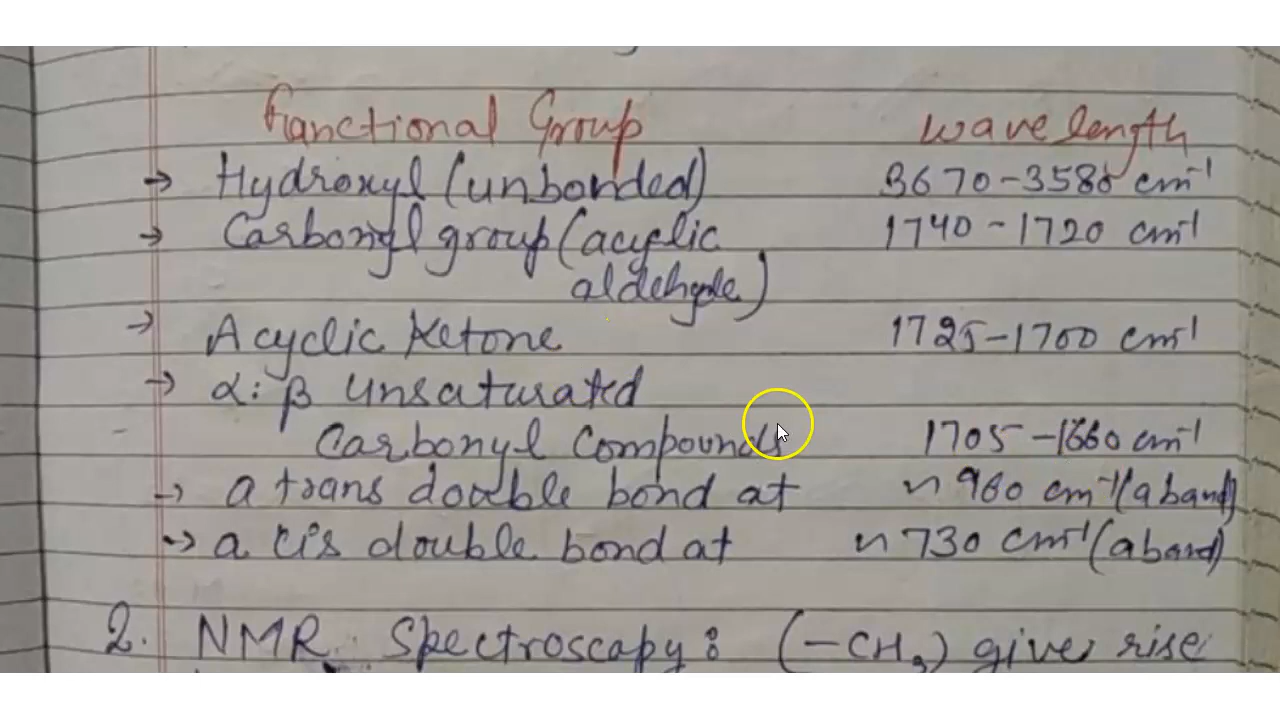 Functional Group wavelength
→ Hydroxyl (unbonded) 3670-3580 cm⁻¹
→ Carbonyl group (acyclic 1740-1720 cm⁻¹
aldehyde)
→ Acyclic Ketone 1725-1700 cm⁻¹
→ α:β unsaturated
Carbonyl Compounds 1705-1660 cm⁻¹
→ a trans double bond at ~ 960 cm⁻¹ (a band)
→ a cis double bond at ~ 730 cm⁻¹ (a band)
2. NMR Spectroscapy: (-CH₃) give rise